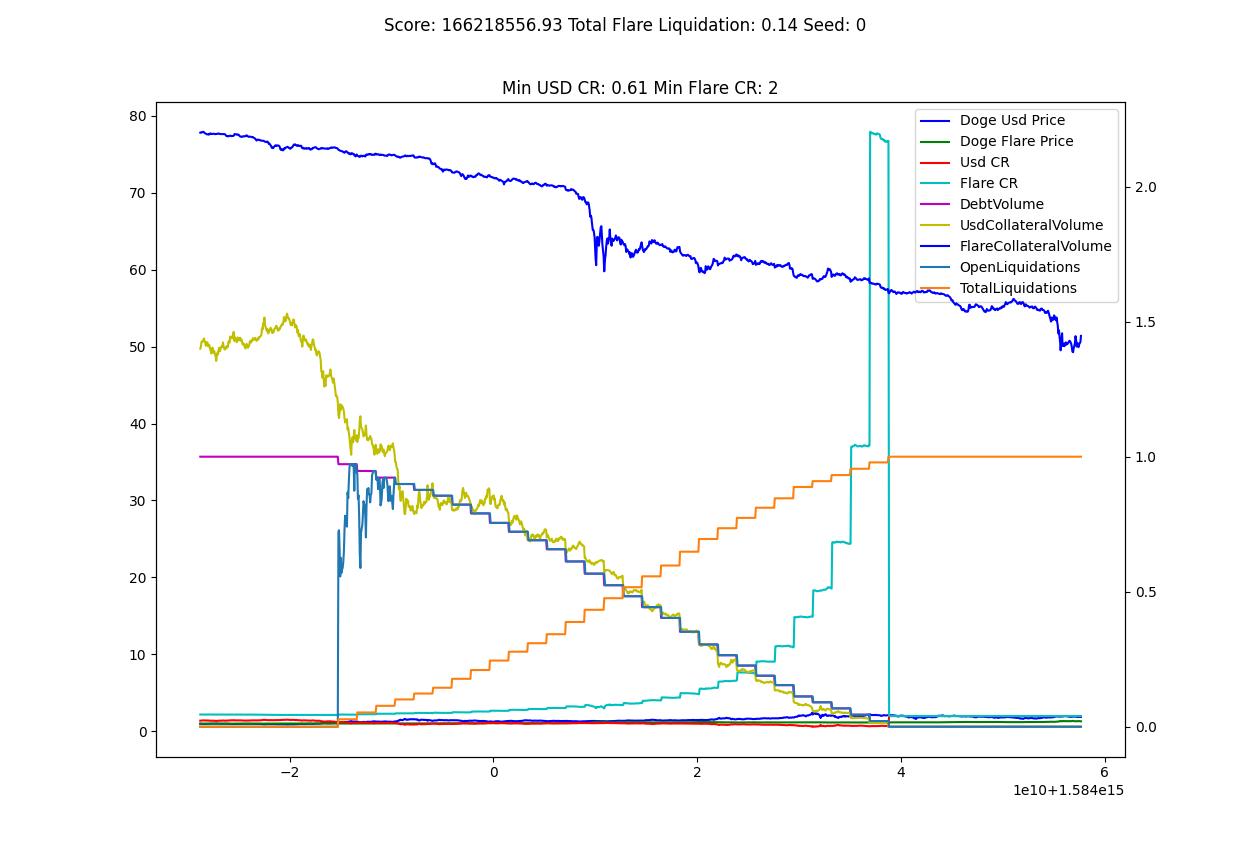 Score: 166218556.93 Total Flare Liquidation: 0.14 Seed: 0
Min USD CR: 0.61 Min Flare CR: 2
Doge Usd Price
Doge Flare Price
Usd CR
Flare CR
DebtVolume
UsdCollateralVolume
FlareCollateralVolume
OpenLiquidations
TotalLiquidations
80
70
60
50
40
30
20
10
0
2.0
1.5
1.0
0.5
0.0
−2 0 2 4 6
1e10+1.584e15